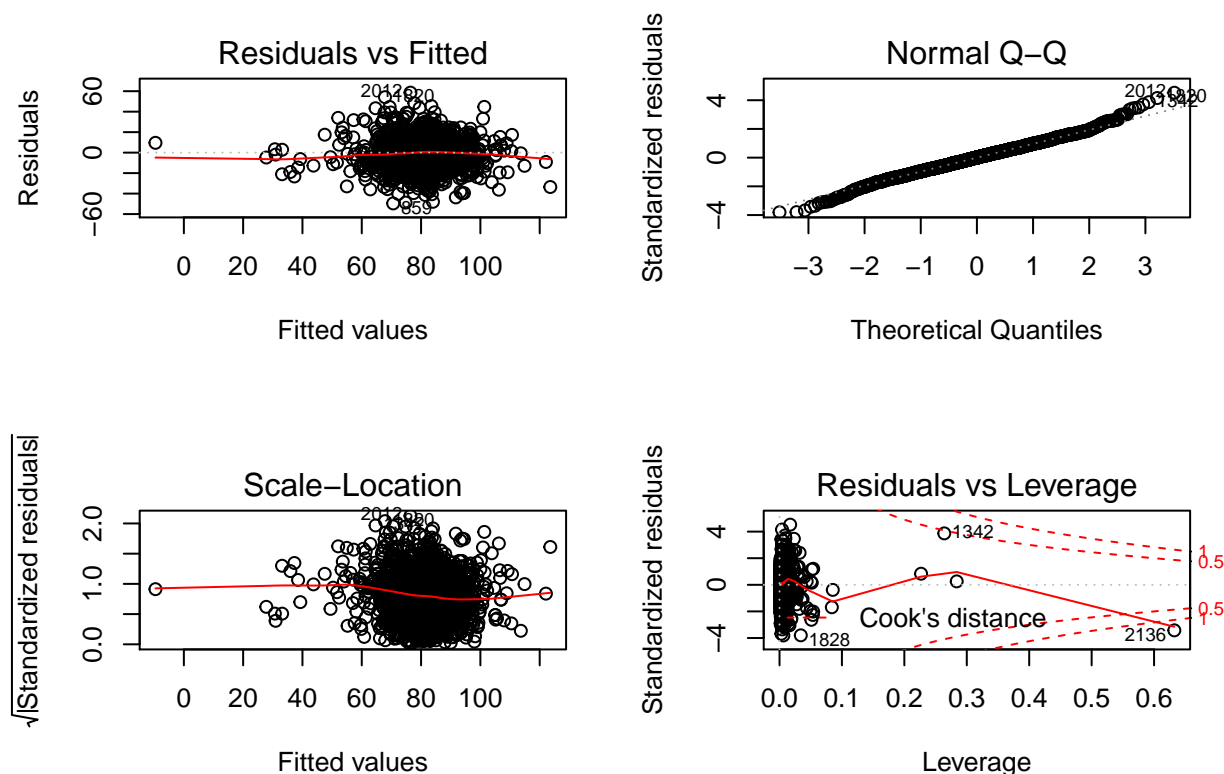 Residuals vs Fitted
Residuals
60
0
−60
2012
1820
859
0 20 40 60 80 100
Fitted values
Normal Q−Q
Standardized residuals
4
0
−4
2012
1820
1342
−3 −2 −1 0 1 2 3
Theoretical Quantiles
Scale−Location
√|Standardized residuals|
2.0
1.0
0.0
2012
1820
0 20 40 60 80 100
Fitted values
Residuals vs Leverage
Standardized residuals
4
0
−4
1342
1
0.5
0.5
1
Cook's distance
1828
2136
0.0 0.1 0.2 0.3 0.4 0.5 0.6
Leverage